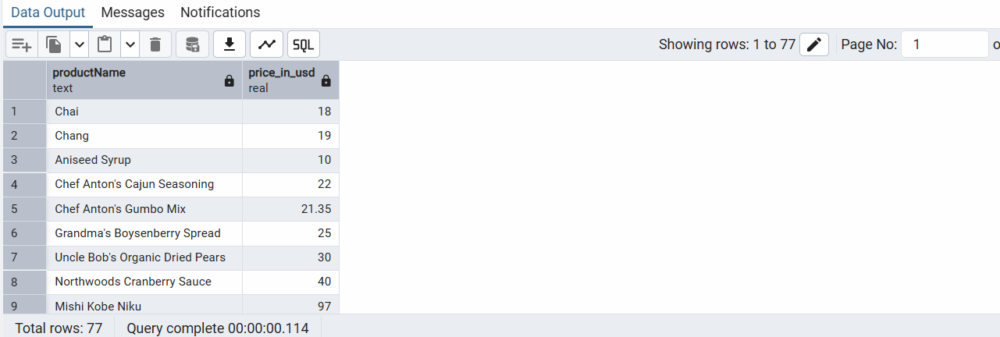 Data Output Messages Notifications
SQL Showing rows: 1 to 77 Page No: 1 o
productName price_in_usd
text real
1 Chai 18
2 Chang 19
3 Aniseed Syrup 10
4 Chef Anton's Cajun Seasoning 22
5 Chef Anton's Gumbo Mix 21.35
6 Grandma's Boysenberry Spread 25
7 Uncle Bob's Organic Dried Pears 30
8 Northwoods Cranberry Sauce 40
9 Mishi Kobe Niku 97
Total rows: 77 Query complete 00:00:00.114